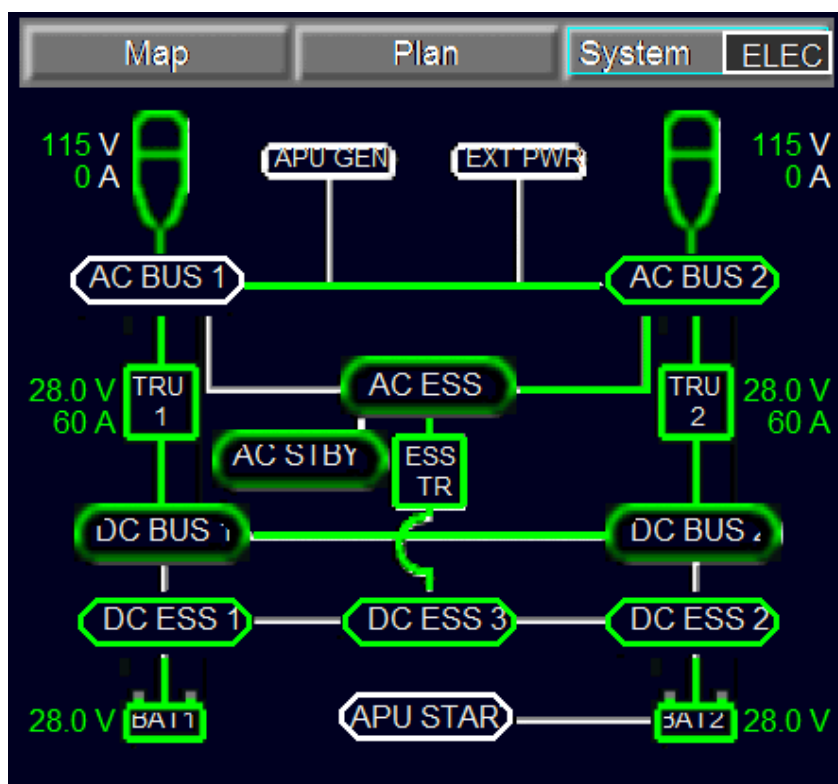 Map Plan System ELEC
115 V APU GEN EXT PWR 115 V
0 A 0 A
AC BUS 1 AC BUS 2
28.0 V TRU AC ESS TRU 28.0 V
60 A 1 2 60 A
AC STBY ESS
TR
DC BUS 1 DC BUS
DC ESS 1 DC ESS 3 DC ESS 2
28.0 V BAT1 APU STAR BAT2 28.0 V